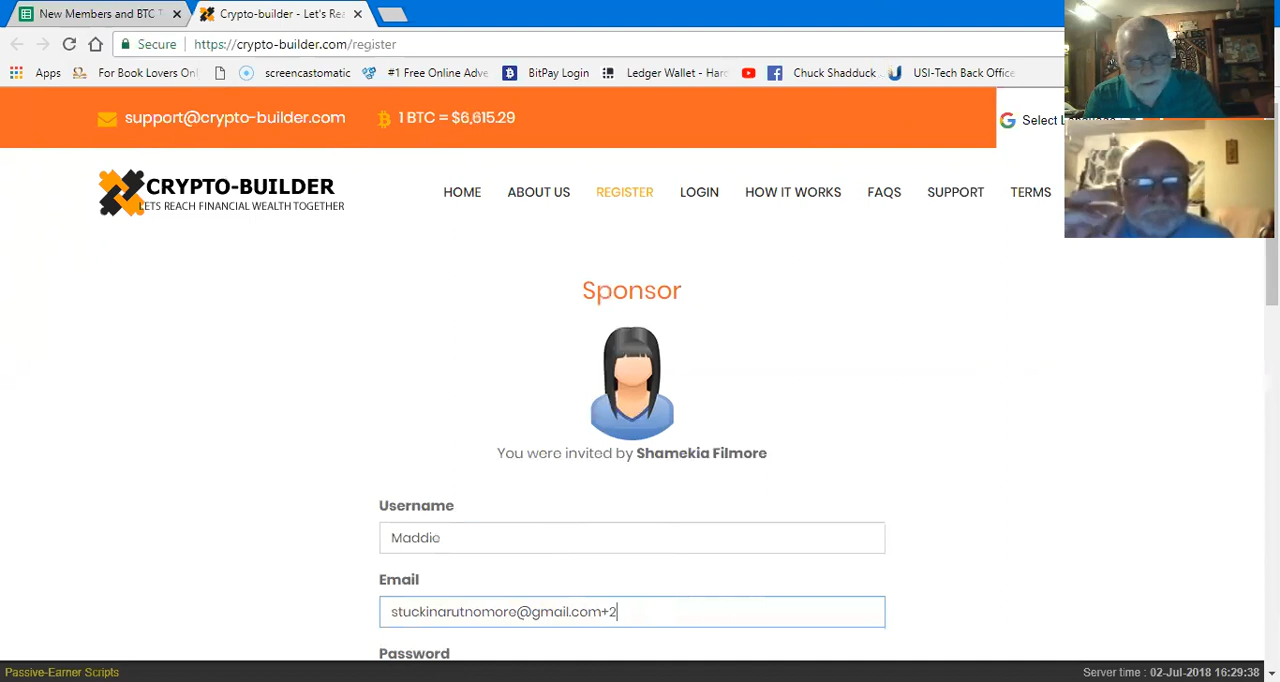 New Members and BTC T
Crypto-builder - Let's Rea
Secure
https://crypto-builder.com/register
Apps
For Book Lovers Onl
screencastomatic
#1 Free Online Adve
BitPay Login
Ledger Wallet - Hard
Chuck Shadduck
USI-Tech Back Office
support@crypto-builder.com
1 BTC = $6,615.29
G Select
CRYPTO-BUILDER
LETS REACH FINANCIAL WEALTH TOGETHER
HOME
ABOUT US
REGISTER
LOGIN
HOW IT WORKS
FAQS
SUPPORT
TERMS
Sponsor
You were invited by Shamekia Filmore
Username
Maddie
Email
stuckinarutnomore@gmail.com+2
Password
Passive-Earner Scripts
Server time : 02-Jul-2018 16:29:38